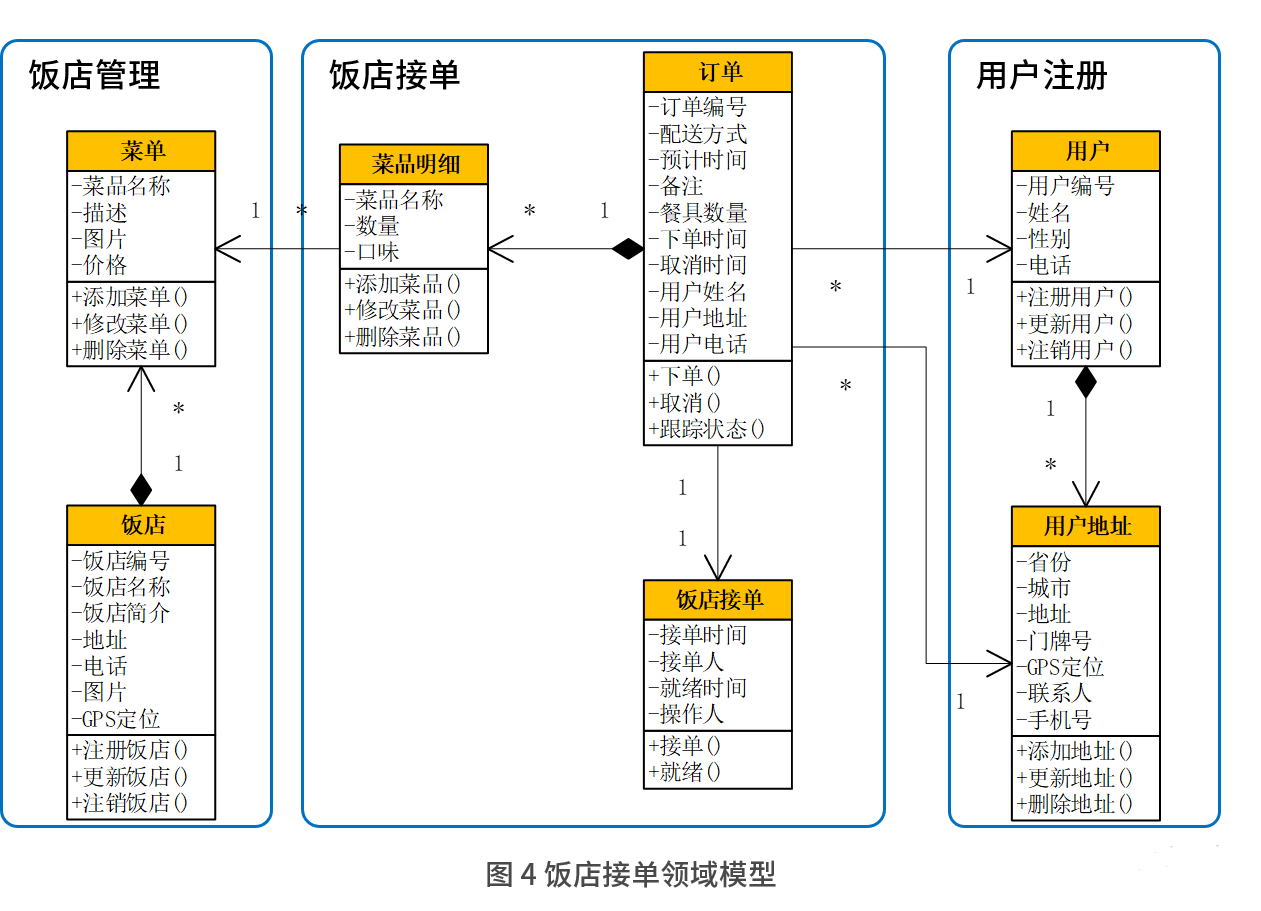 饭店管理
菜单
-菜品名称
-描述
-图片
-价格
+添加菜单()
+修改菜单()
+删除菜单()
*
1
饭店
-饭店编号
-饭店名称
-饭店简介
-地址
-电话
-图片
-GPS定位
+注册饭店()
+更新饭店()
+注销饭店()
1
*
饭店接单
菜品明细
-菜品名称
-数量
-口味
+添加菜品()
+修改菜品()
+删除菜品()
*
1
订单
-订单编号
-配送方式
-预计时间
-备注
-餐具数量
-下单时间
-取消时间
-用户姓名
-用户地址
-用户电话
+下单()
+取消()
+跟踪状态()
1
1
饭店接单
-接单时间
-接单人
-就绪时间
-操作人
+接单()
+就绪()
*
1
*
1
用户注册
用户
-用户编号
-姓名
-性别
-电话
+注册用户()
+更新用户()
+注销用户()
1
*
用户地址
-省份
-城市
-地址
-门牌号
-GPS定位
-联系人
-手机号
+添加地址()
+更新地址()
+删除地址()
图 4 饭店接单领域模型